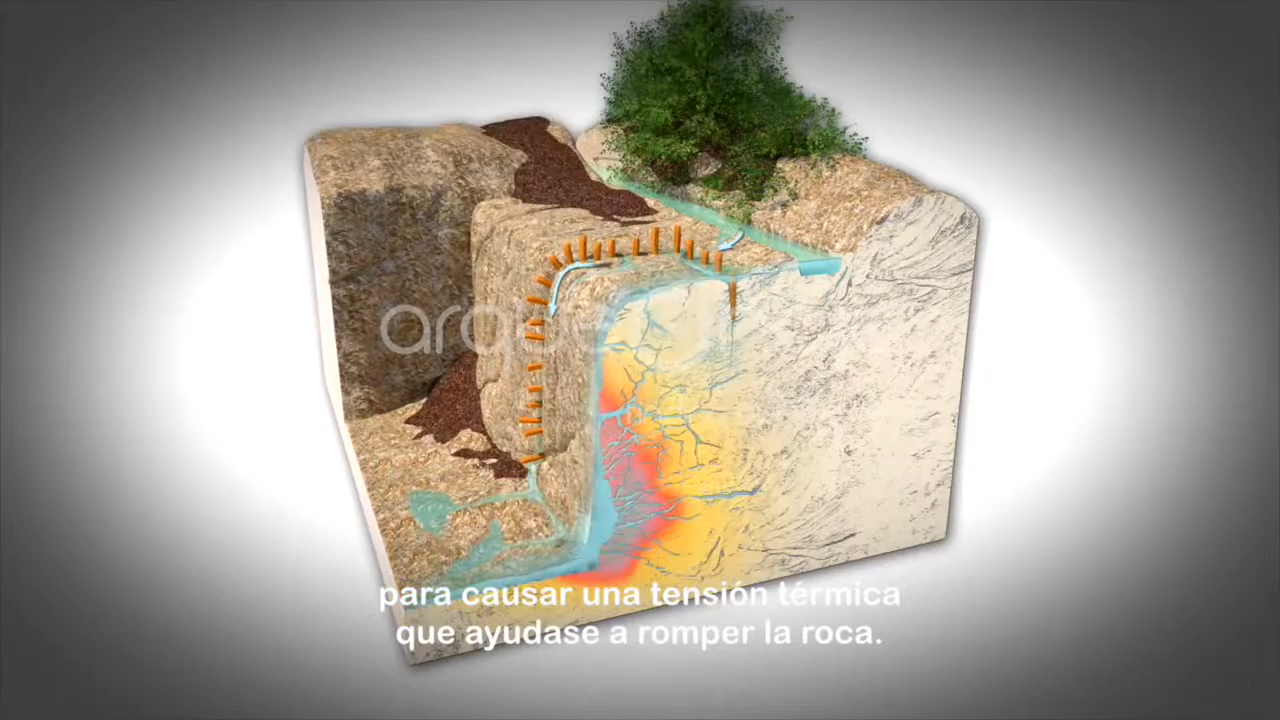 para causar una tensión térmica
que ayudase a romper la roca.